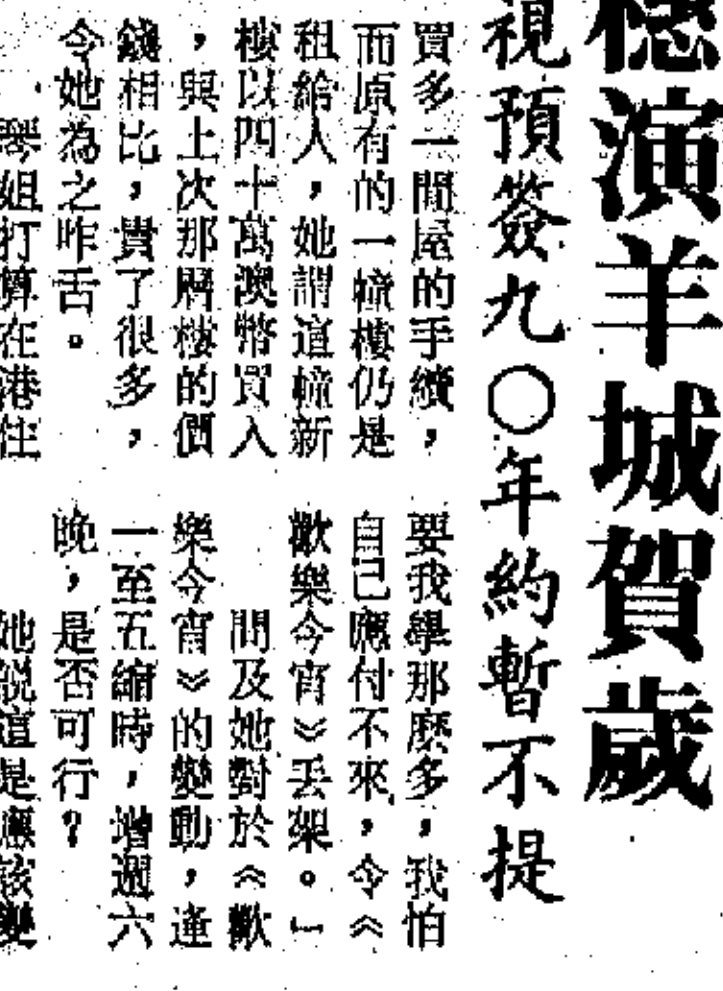 穗演羊城賀歲
視預簽九〇年約暫不提
買多一間屋的手續，
而原有的一幢樓仍是
租給人，她謂這幢新
樓以四十萬澳幣買入
，與上次那層樓的價
錢相比，貴了很多，
令她為之咋舌。
琴姐打算在港住
要我學那麼多，我怕
自己應付不來，令《
歡樂今宵》丟架。」
問及她對於《歡
樂今宵》的變動，逢
一至五縮時，增週六
晚，是否可行？
她說這是應該變